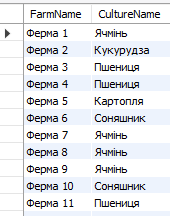 FarmName CultureName
Ферма 1 Ячмінь
Ферма 2 Кукурудза
Ферма 3 Пшениця
Ферма 4 Пшениця
Ферма 5 Картопля
Ферма 6 Соняшник
Ферма 7 Ячмінь
Ферма 8 Ячмінь
Ферма 9 Ячмінь
Ферма 10 Соняшник
Ферма 11 Пшениця